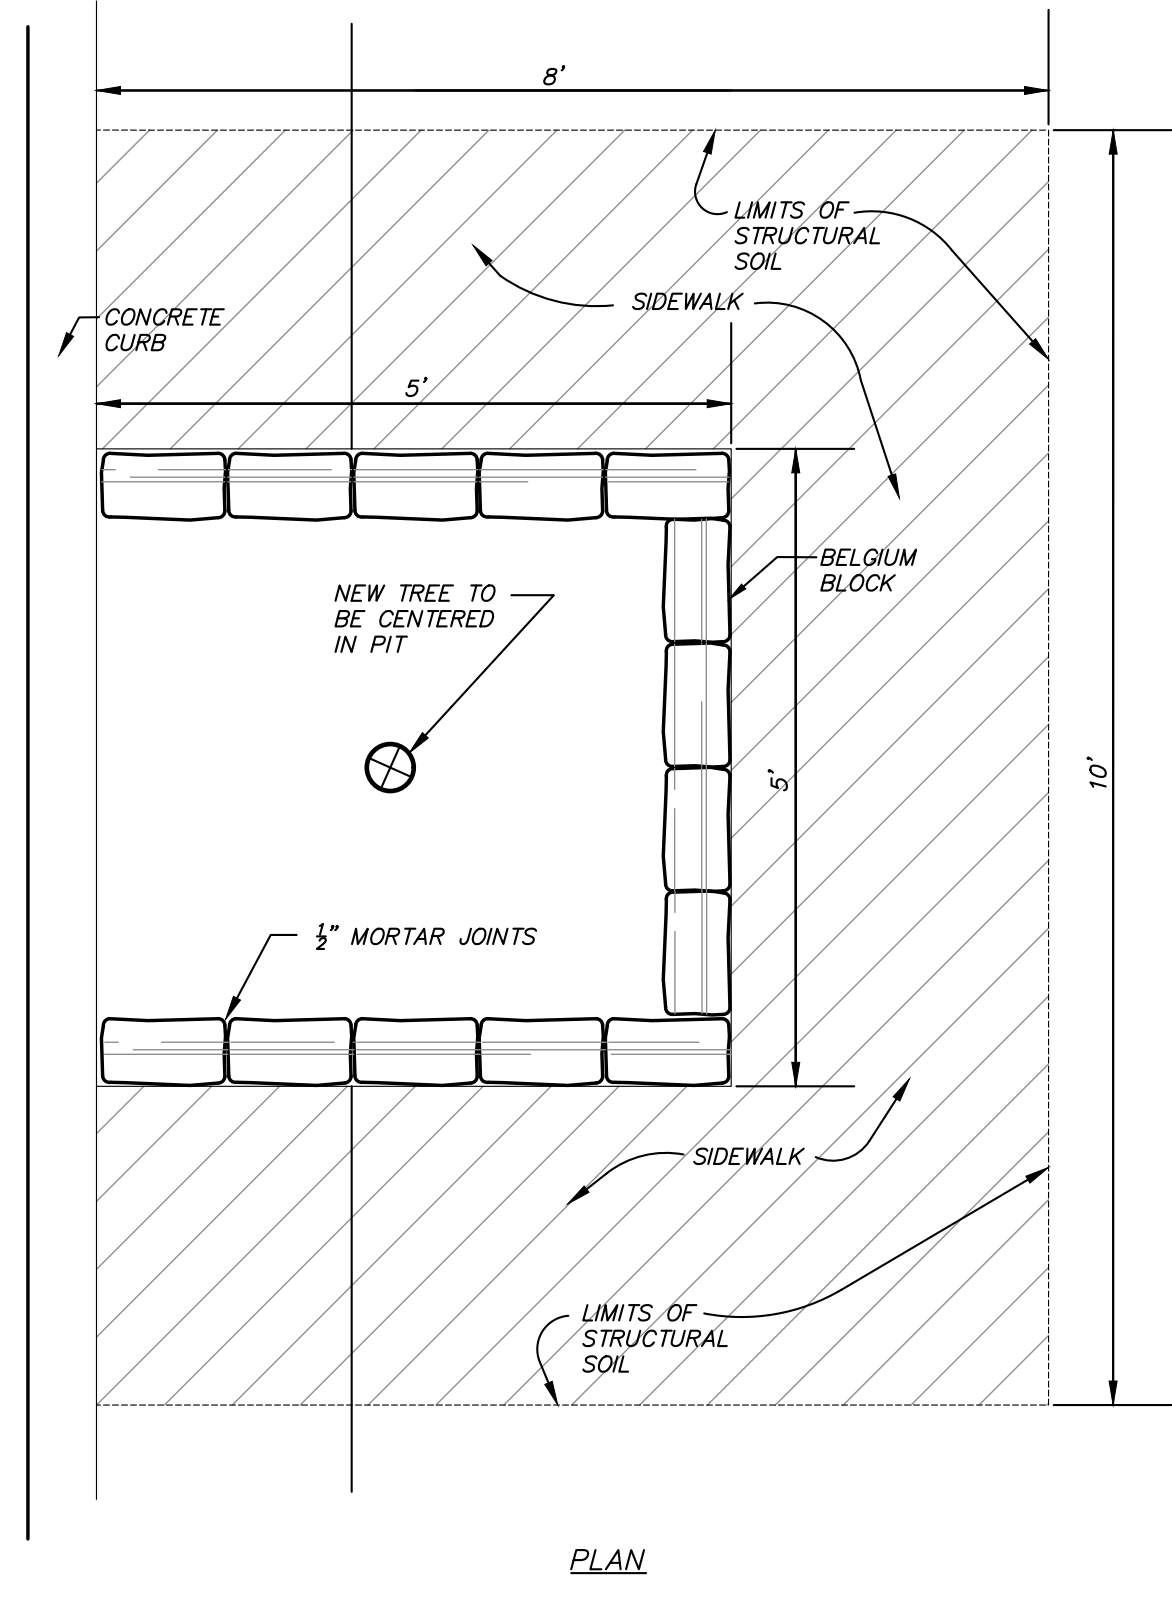 8'
LIMITS OF
STRUCTURAL
SOIL
SIDEWALK
CONCRETE
CURB
5'
BELGIUM
BLOCK
NEW TREE TO
BE CENTERED
IN PIT
5'
10'
½" MORTAR JOINTS
SIDEWALK
LIMITS OF
STRUCTURAL
SOIL
PLAN